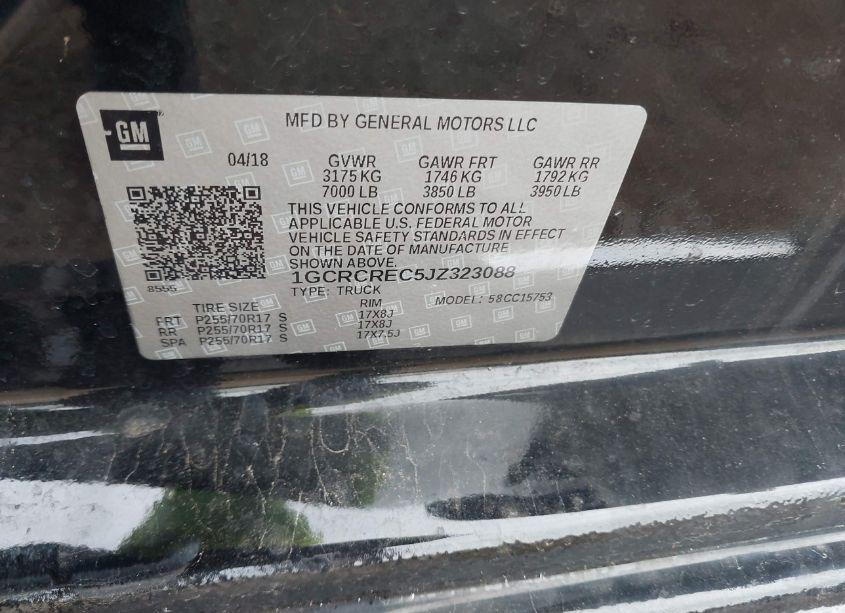 GM
MFD BY GENERAL MOTORS LLC
04/18 GVWR GAWR FRT GAWR RR
3175 KG 1746 KG 1792 KG
7000 LB 3850 LB 3950 LB
THIS VEHICLE CONFORMS TO ALL
APPLICABLE U.S. FEDERAL MOTOR
VEHICLE SAFETY STANDARDS IN EFFECT
ON THE DATE OF MANUFACTURE
SHOWN ABOVE.
8555
1GCRCREC5JZ323088
TYPE: TRUCK MODEL: 58CC15753
TIRE SIZE RIM
FRT P255/70R17 S 17X8J
RR P255/70R17 S 17X8J
SPA P255/70R17 S 17X7.5J